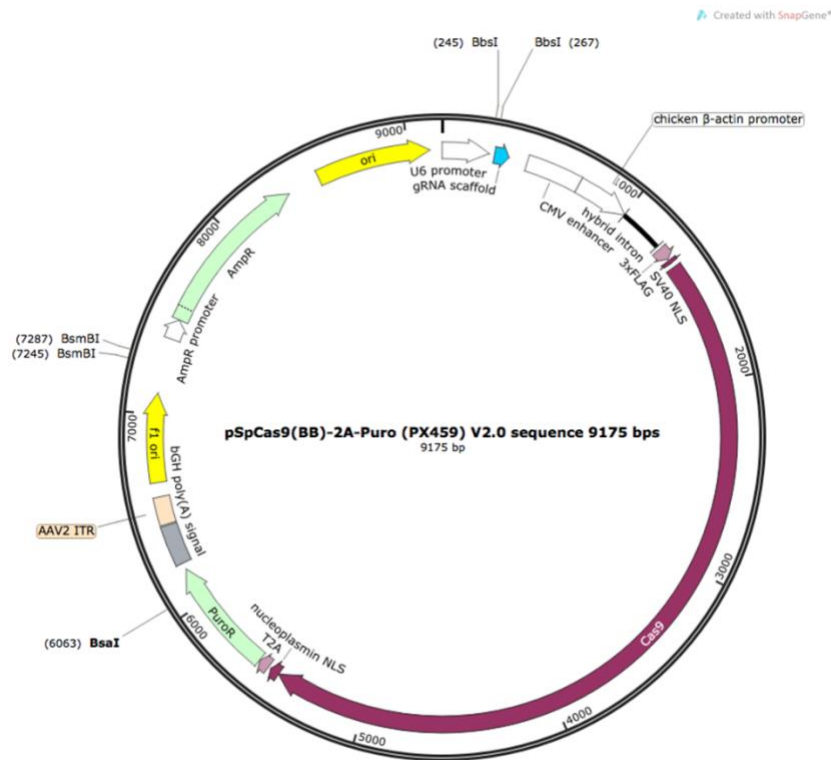 Created with SnapGene®
(245) BbsI
BbsI (267)
chicken β-actin promoter
9000
ori
U6 promoter
gRNA scaffold
1000
CMV enhancer
hybrid intron
3xFLAG
SV40 NLS
8000
AmpR
AmpR promoter
(7287) BsmBI
(7245) BsmBI
2000
pSpCas9(BB)-2A-Puro (PX459) V2.0 sequence 9175 bps
9175 bp
7000
f1 ori
bGH poly(A) signal
AAV2 ITR
3000
Cas9
nucleoplasmin NLS
T2A
PuroR
6000
(6063) BsaI
5000
4000